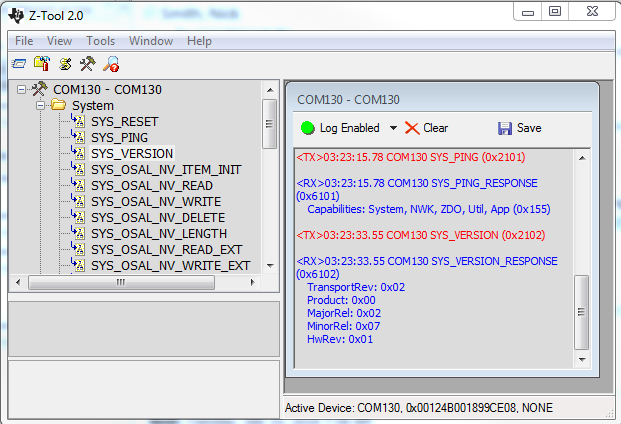 Smith, Nick
Z-Tool 2.0
File View Tools Window Help
COM130 - COM130
System
SYS_RESET
SYS_PING
SYS_VERSION
SYS_OSAL_NV_ITEM_INIT
SYS_OSAL_NV_READ
SYS_OSAL_NV_WRITE
SYS_OSAL_NV_DELETE
SYS_OSAL_NV_LENGTH
SYS_OSAL_NV_READ_EXT
SYS_OSAL_NV_WRITE_EXT
COM130 - COM130
Log Enabled Clear Save
<TX>03:23:15.78 COM130 SYS_PING (0x2101)
<RX>03:23:15.78 COM130 SYS_PING_RESPONSE
(0x6101)
Capabilities: System, NWK, ZDO, Util, App (0x155)
<TX>03:23:33.55 COM130 SYS_VERSION (0x2102)
<RX>03:23:33.55 COM130 SYS_VERSION_RESPONSE
(0x6102)
TransportRev: 0x02
Product: 0x00
MajorRel: 0x02
MinorRel: 0x07
HwRev: 0x01
Active Device: COM130, 0x00124B001899CE08, NONE